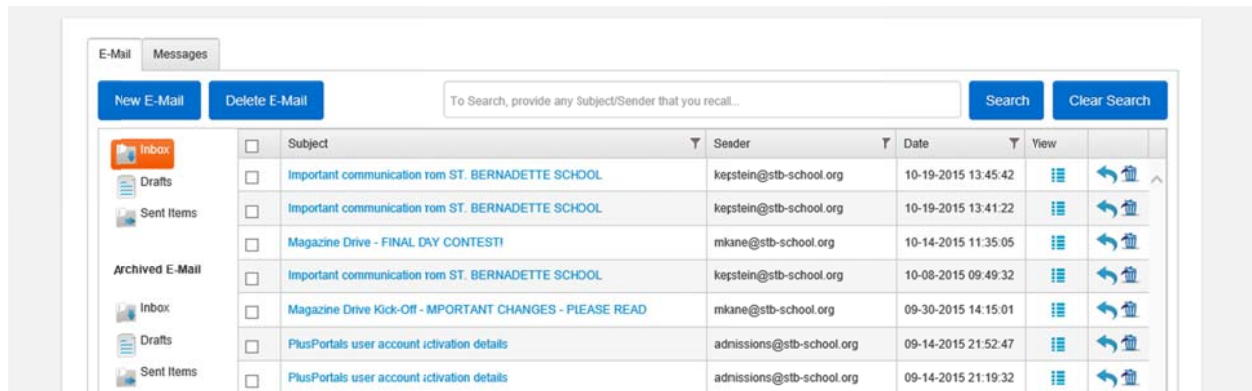 E-Mail Messages
New E-Mail Delete E-Mail To Search, provide any Subject/Sender that you recall... Search Clear Search
Inbox
Drafts
Sent Items
Archived E-Mail
Inbox
Drafts
Sent Items
Subject Sender Date View
Important communication rom ST. BERNADETTE SCHOOL kepstein@stb-school.org 10-19-2015 13:45:42
Important communication rom ST. BERNADETTE SCHOOL kepstein@stb-school.org 10-19-2015 13:41:22
Magazine Drive - FINAL DAY CONTEST! mkane@stb-school.org 10-14-2015 11:35:05
Important communication rom ST. BERNADETTE SCHOOL kepstein@stb-school.org 10-08-2015 09:49:32
Magazine Drive Kick-Off - MPORTANT CHANGES - PLEASE READ mkane@stb-school.org 09-30-2015 14:15:01
PlusPortals user account activation details admissions@stb-school.org 09-14-2015 21:52:47
PlusPortals user account activation details admissions@stb-school.org 09-14-2015 21:19:32